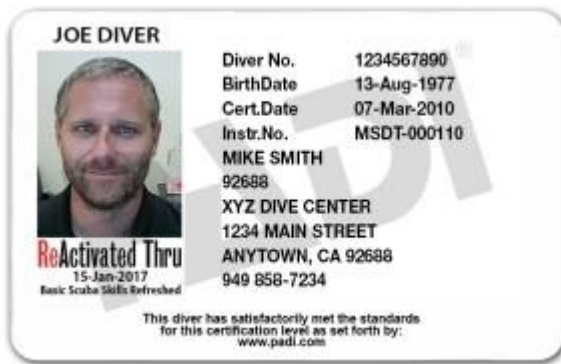 JOE DIVER
Diver No. 1234567890
BirthDate 13-Aug-1977
Cert.Date 07-Mar-2010
Instr.No. MSDT-000110
MIKE SMITH
92688
XYZ DIVE CENTER
1234 MAIN STREET
ANYTOWN, CA 92688
949 858-7234
ReActivated Thru
15-Jan-2017
Basic Scuba Skills Refreshed
This diver has satisfactorily met the standards
for this certification level as set forth by:
www.padi.com
PADI®